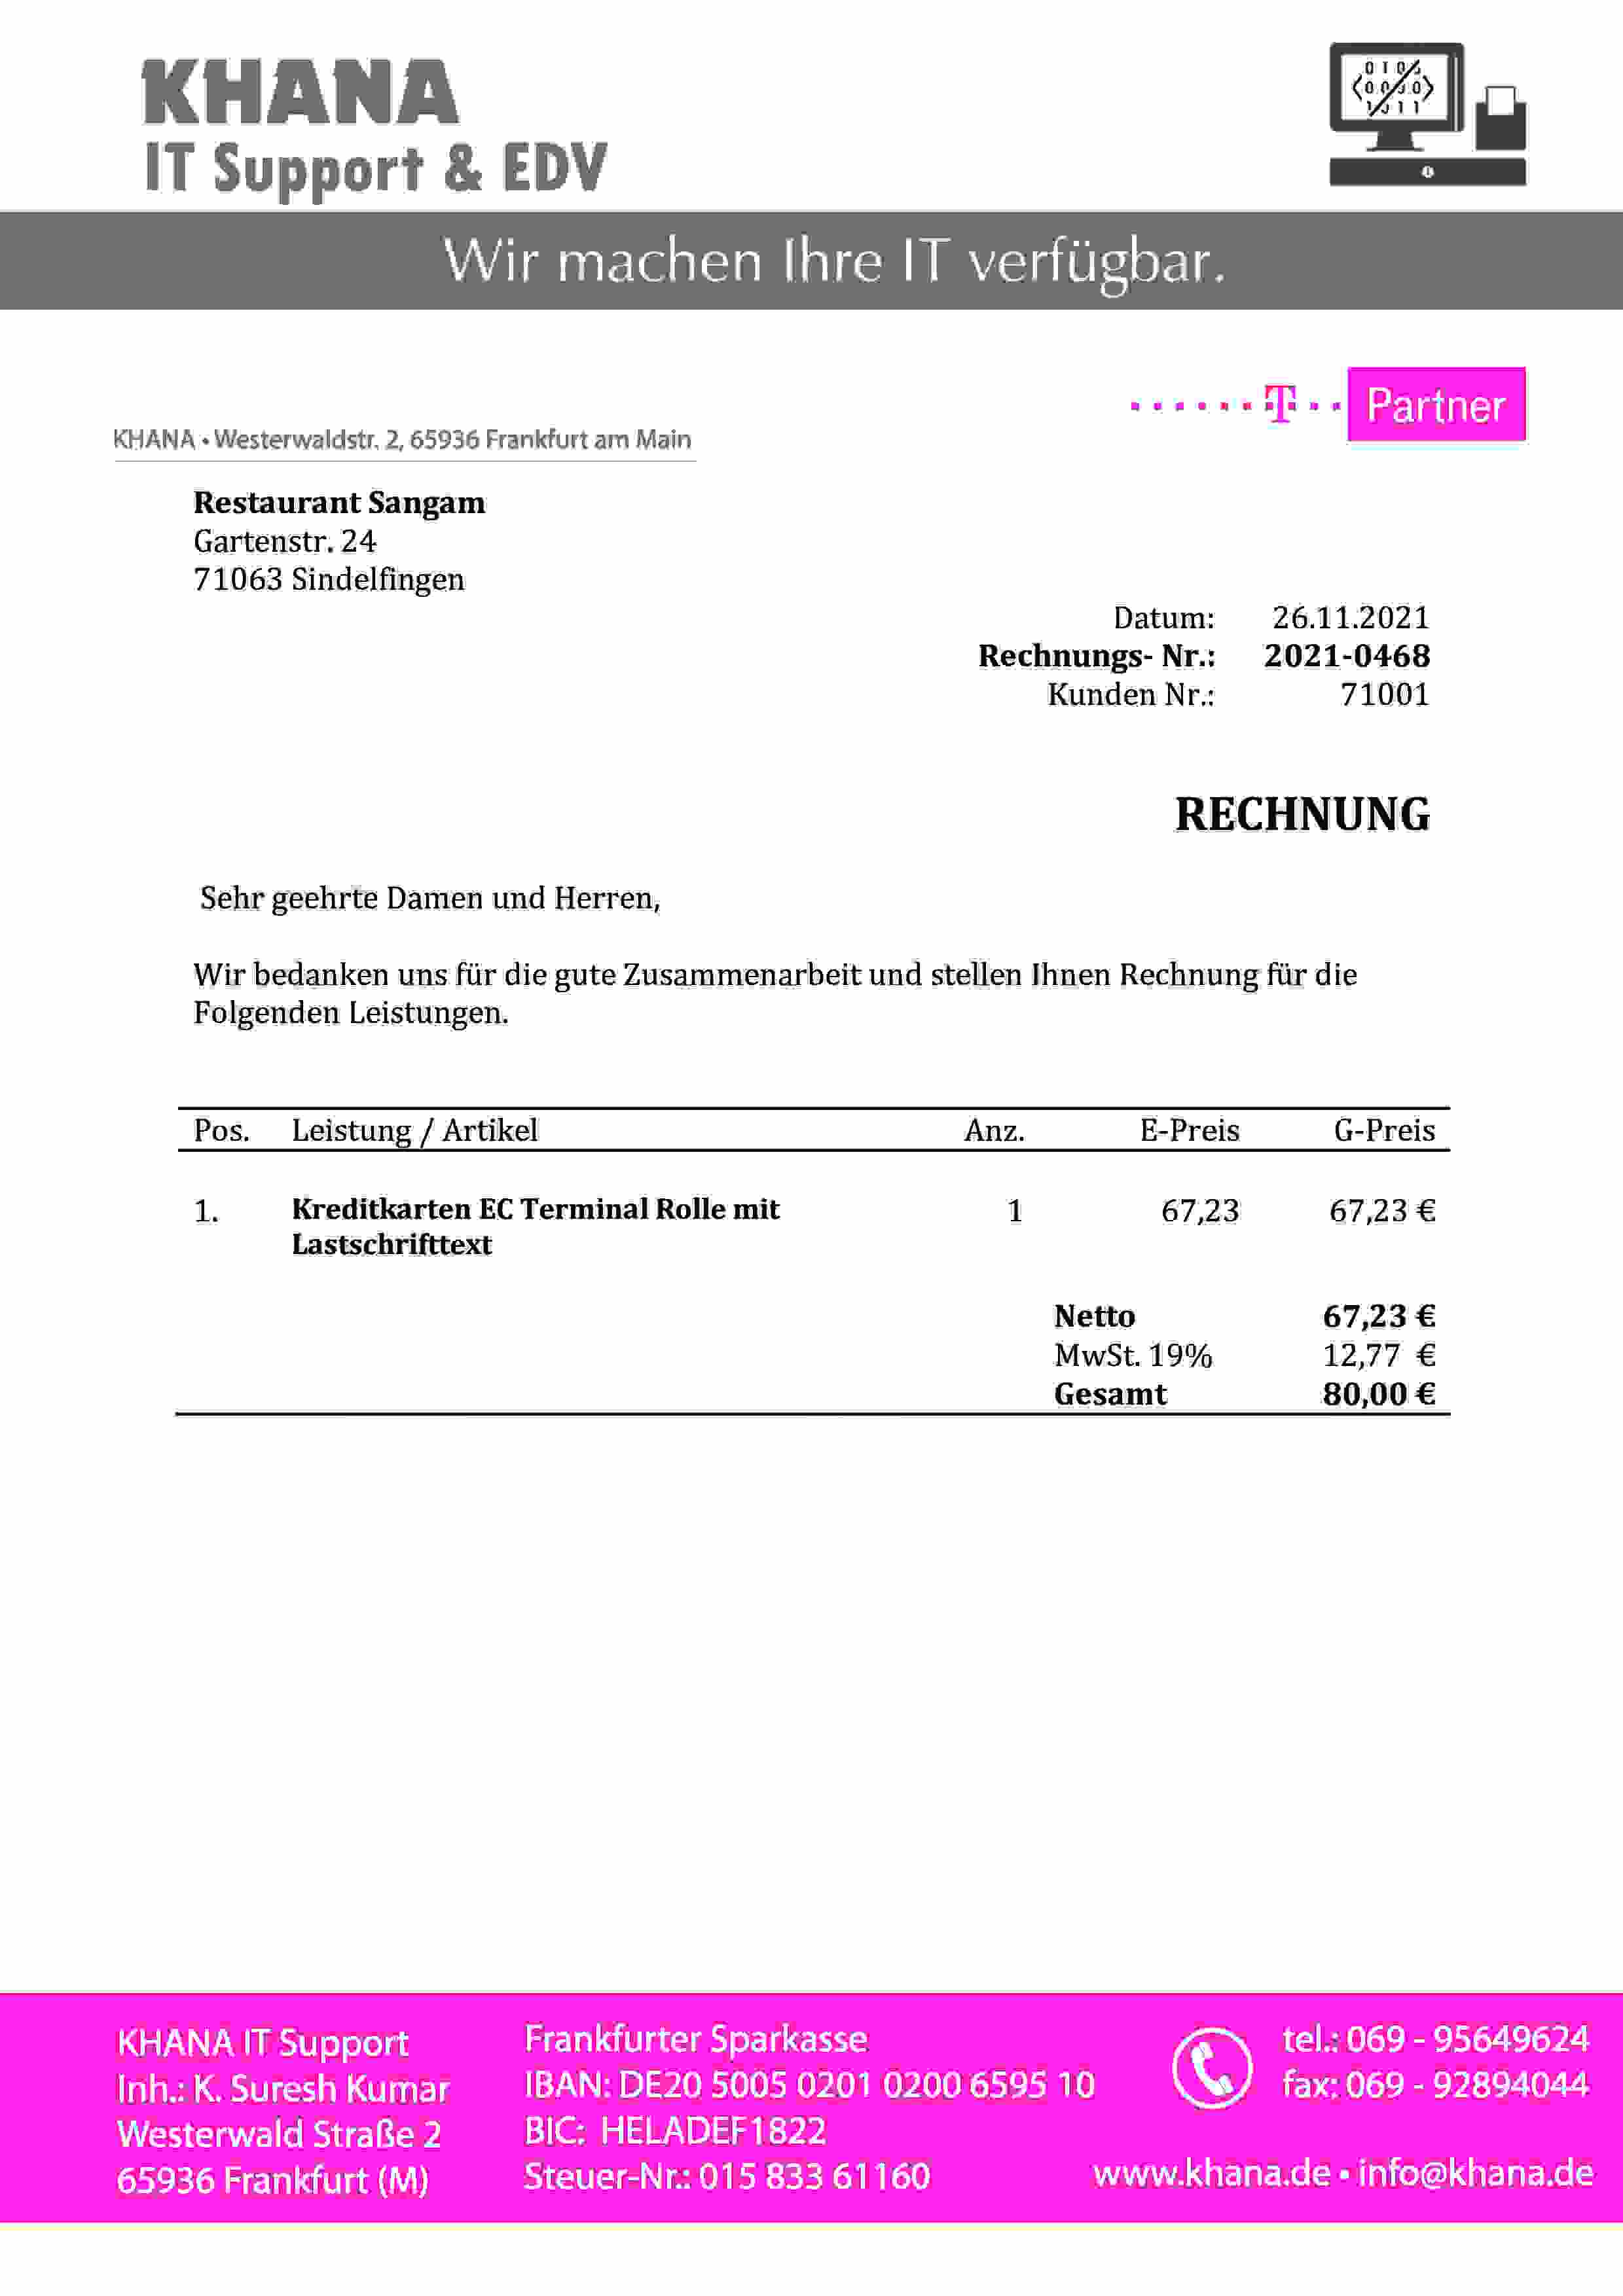 KHANA
IT Support & EDV
Wir machen Ihre IT verfügbar.
T Partner
KHANA • Westerwaldstr. 2, 65936 Frankfurt am Main
Restaurant Sangam
Gartenstr. 24
71063 Sindelfingen
Datum: 26.11.2021
Rechnungs- Nr.: 2021-0468
Kunden Nr.: 71001
RECHNUNG
Sehr geehrte Damen und Herren,
Wir bedanken uns für die gute Zusammenarbeit und stellen Ihnen Rechnung für die
Folgenden Leistungen.
Pos. Leistung / Artikel Anz. E-Preis G-Preis
1. Kreditkarten EC Terminal Rolle mit 1 67,23 67,23 €
Lastschrifttext
Netto 67,23 €
MwSt. 19% 12,77 €
Gesamt 80,00 €
KHANA IT Support
Inh.: K. Suresh Kumar
Westerwald Straße 2
65936 Frankfurt (M)
Frankfurter Sparkasse
IBAN: DE20 5005 0201 0200 6595 10
BIC: HELADEF1822
Steuer-Nr.: 015 833 61160
tel.: 069 - 95649624
fax: 069 - 92894044
www.khana.de • info@khana.de